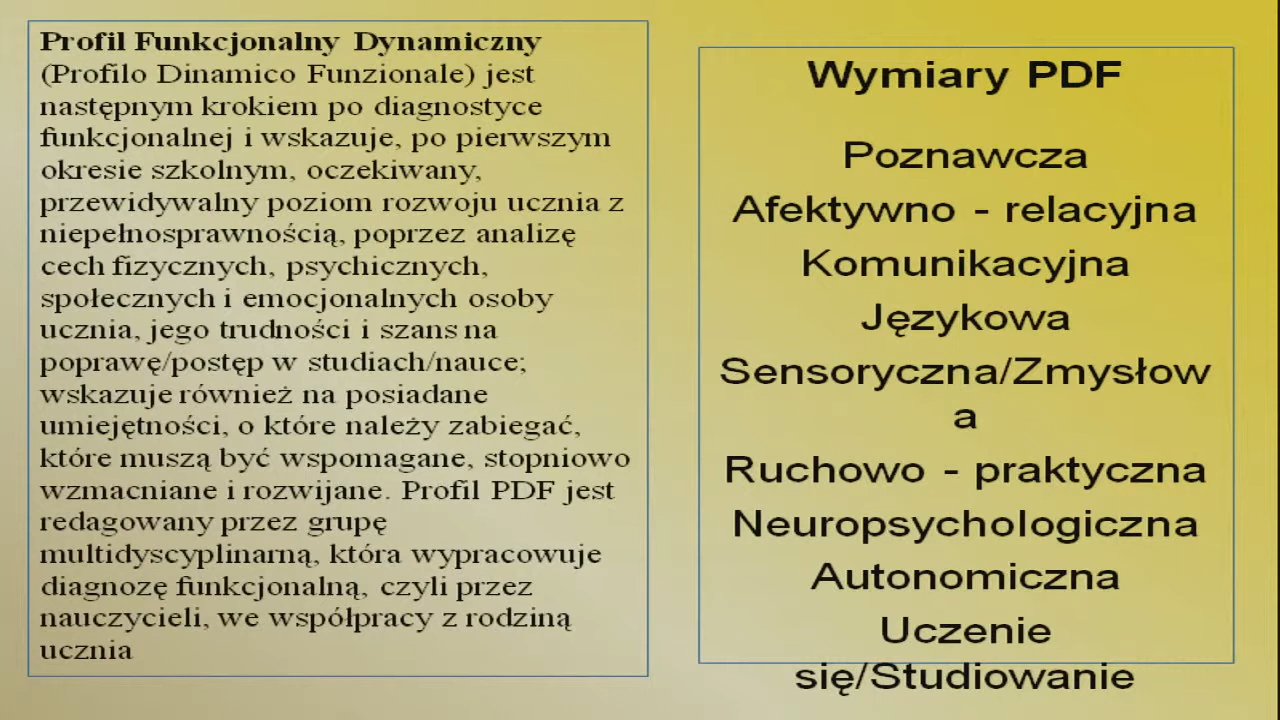 Profil Funkcjonalny Dynamiczny
(Profilo Dinamico Funzionale) jest
następnym krokiem po diagnostyce
funkcjonalnej i wskazuje, po pierwszym
okresie szkolnym, oczekiwany,
przewidywalny poziom rozwoju ucznia z
niepełnosprawnością, poprzez analizę
cech fizycznych, psychicznych,
społecznych i emocjonalnych osoby
ucznia, jego trudności i szans na
poprawę/postęp w studiach/nauce;
wskazuje również na posiadane
umiejętności, o które należy zabiegać,
które muszą być wspomagane, stopniowo
wzmacniane i rozwijane. Profil PDF jest
redagowany przez grupę
multidyscyplinarną, która wypracowuje
diagnozę funkcjonalną, czyli przez
nauczycieli, we współpracy z rodziną
ucznia
Wymiary PDF
Poznawcza
Afektywno - relacyjna
Komunikacyjna
Językowa
Sensoryczna/Zmysłow
a
Ruchowo - praktyczna
Neuropsychologiczna
Autonomiczna
Uczenie
się/Studiowanie